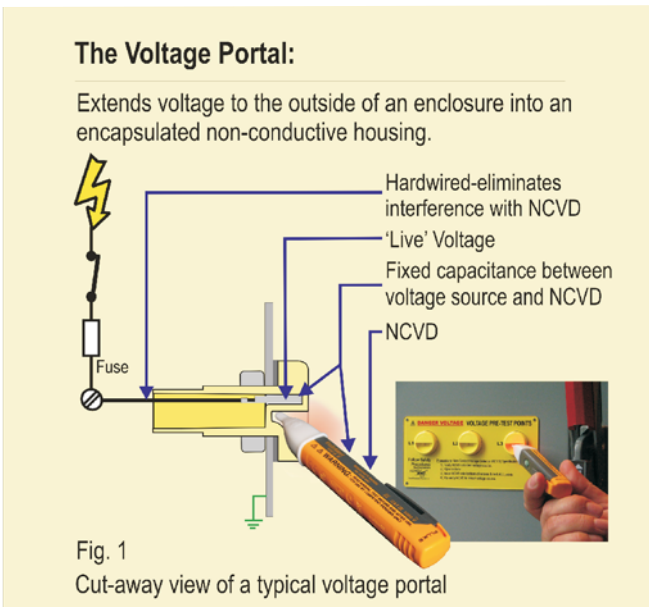 The Voltage Portal:
Extends voltage to the outside of an enclosure into an
encapsulated non-conductive housing.
Hardwired-eliminates
interference with NCVD
‘Live’ Voltage
Fixed capacitance between
voltage source and NCVD
NCVD
Fuse
WARNING
FLUKE
DANGER VOLTAGE VOLTAGE PRE-TEST POINTS
L1
L2
L3
Fig. 1
Cut-away view of a typical voltage portal